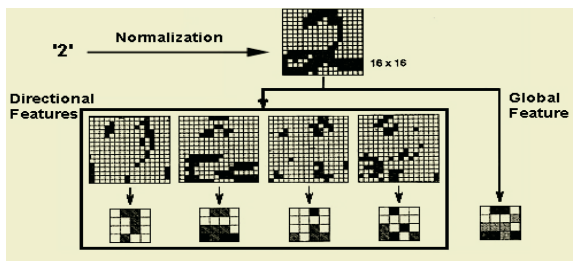 '2'
Normalization
16 x 16
Directional
Features
Global
Feature